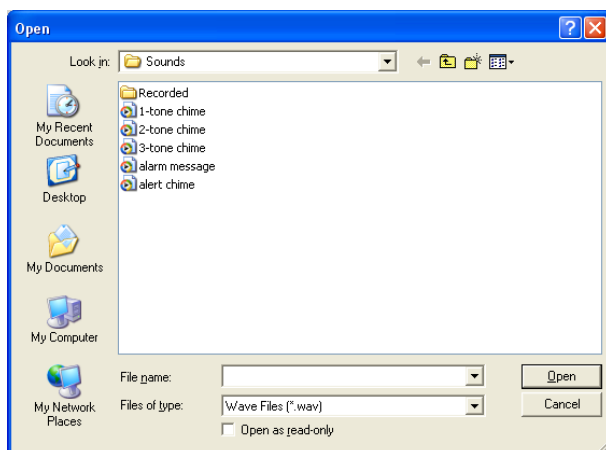 Open
Look in: Sounds
My Recent
Documents
Desktop
My Documents
My Computer
My Network
Places
Recorded
1-tone chime
2-tone chime
3-tone chime
alarm message
alert chime
File name:
Open
Files of type: Wave Files (*.wav)
Cancel
Open as read-only